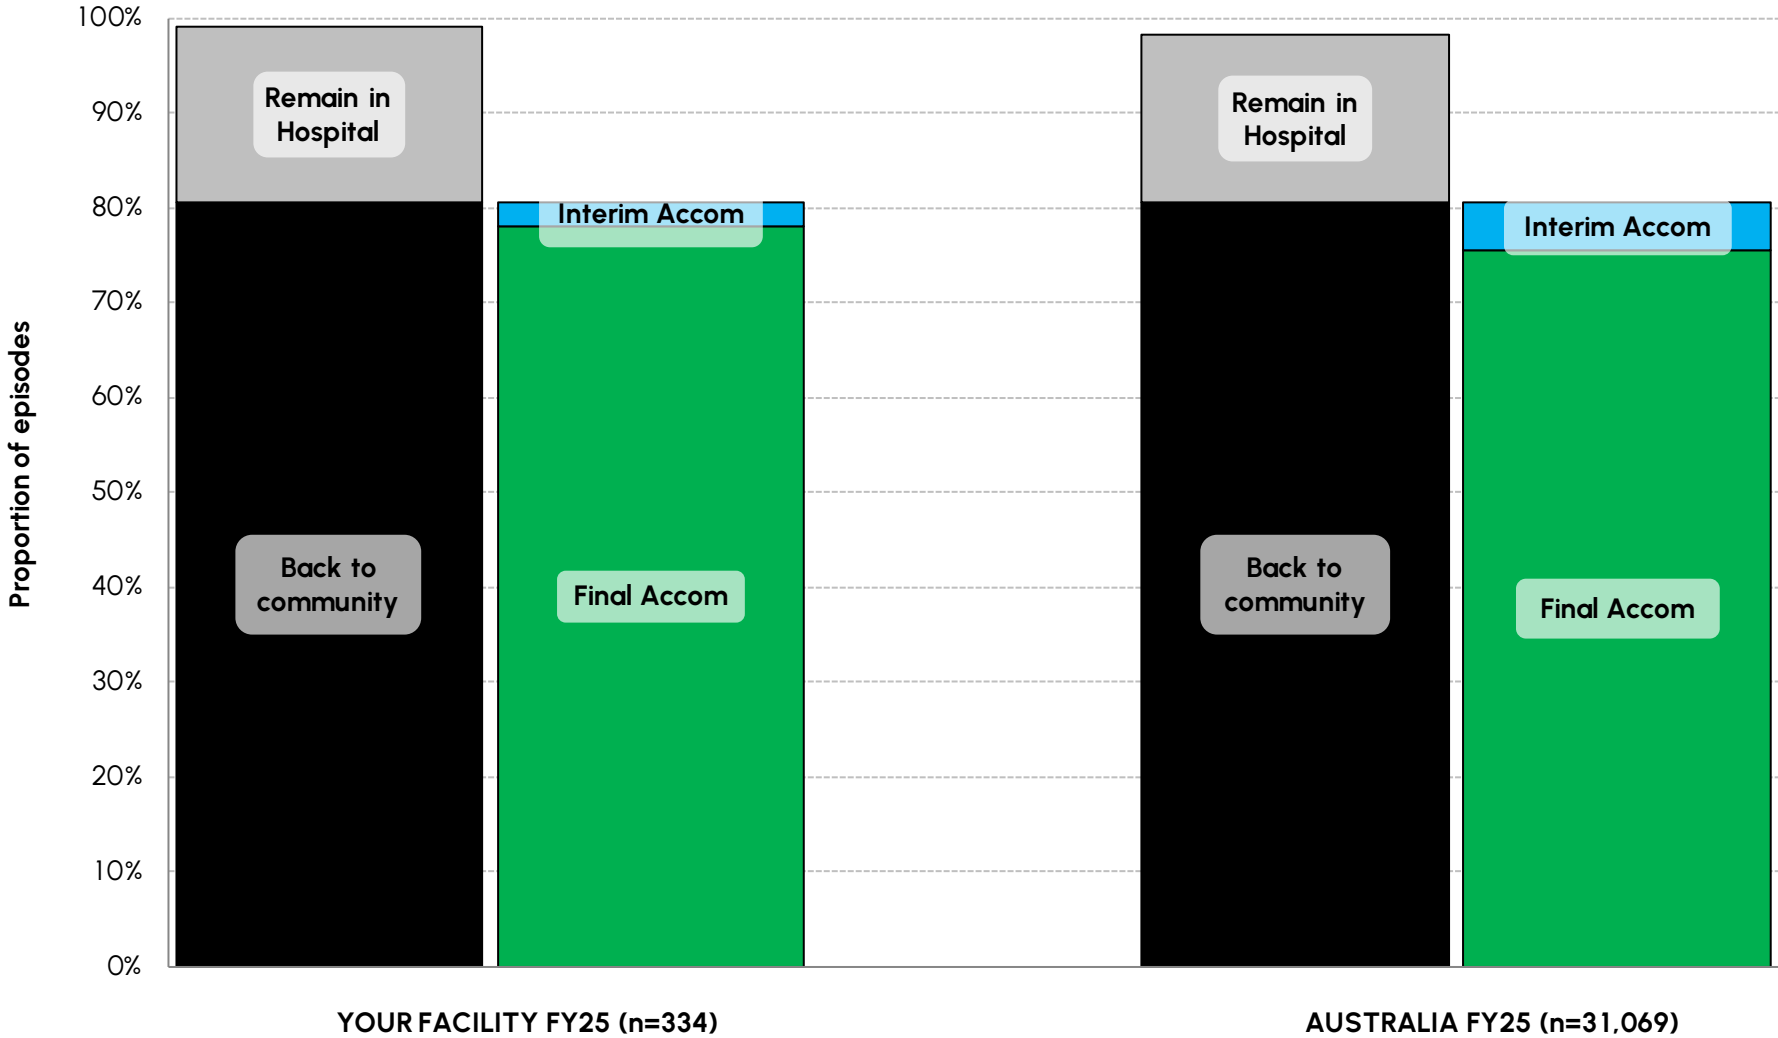 100%
90%
80%
70%
60%
50%
40%
30%
20%
10%
0%
Proportion of episodes
Remain in
Hospital
Back to
community
Interim Accom
Final Accom
Remain in
Hospital
Back to
community
Interim Accom
Final Accom
YOUR FACILITY FY25 (n=334)
AUSTRALIA FY25 (n=31,069)